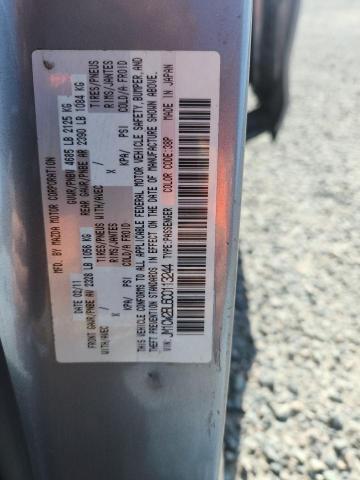 MFD. BY MAZDA MOTOR CORPORATION
DATE 02/11 GVWR/PNBV 4685 LB 2125 KG
FRONT GAWR/PNBE AV 2328 LB 1056 KG REAR GAWR/PNBE AR 2390 LB 1084 KG
WITH/AVEC TIRES/PNEUS WITH/AVEC TIRES/PNEUS
/ X RIMS/JANTES X RIMS/JANTES
KPA/ PSI COLD/A FROID KPA/ PSI COLD/A FROID
THIS VEHICLE CONFORMS TO ALL APPLICABLE FEDERAL MOTOR VEHICLE SAFETY, BUMPER, AND
THEFT PREVENTION STANDARDS IN EFFECT ON THE DATE OF MANUFACTURE SHOWN ABOVE.
VIN: JM1CW2BL6C0113244 TYPE:PASSENGER COLOR CODE:38P MADE IN JAPAN